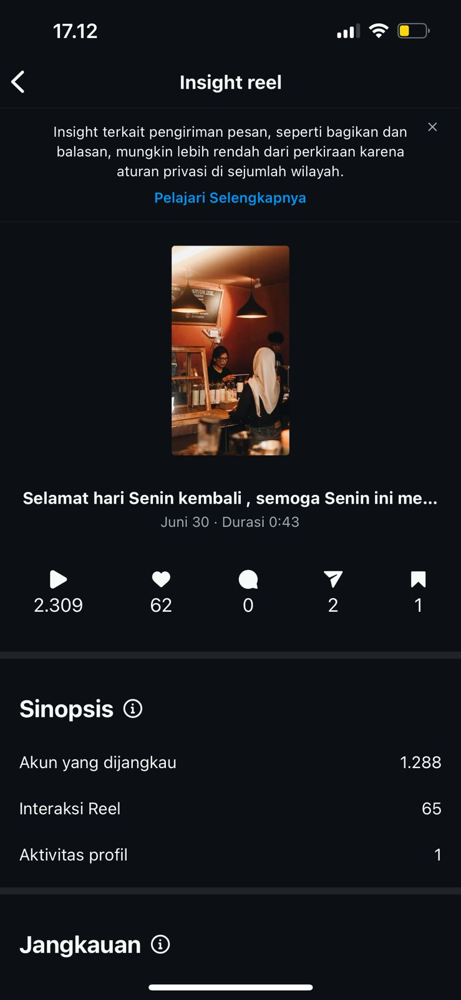 17.12
Insight reel
Insight terkait pengiriman pesan, seperti bagikan dan
balasan, mungkin lebih rendah dari perkiraan karena
aturan privasi di sejumlah wilayah.
Pelajari Selengkapnya
Selamat hari Senin kembali , semoga Senin ini me...
Juni 30 · Durasi 0:43
2.309 62 0 2 1
Sinopsis
Akun yang dijangkau 1.288
Interaksi Reel 65
Aktivitas profil 1
Jangkauan